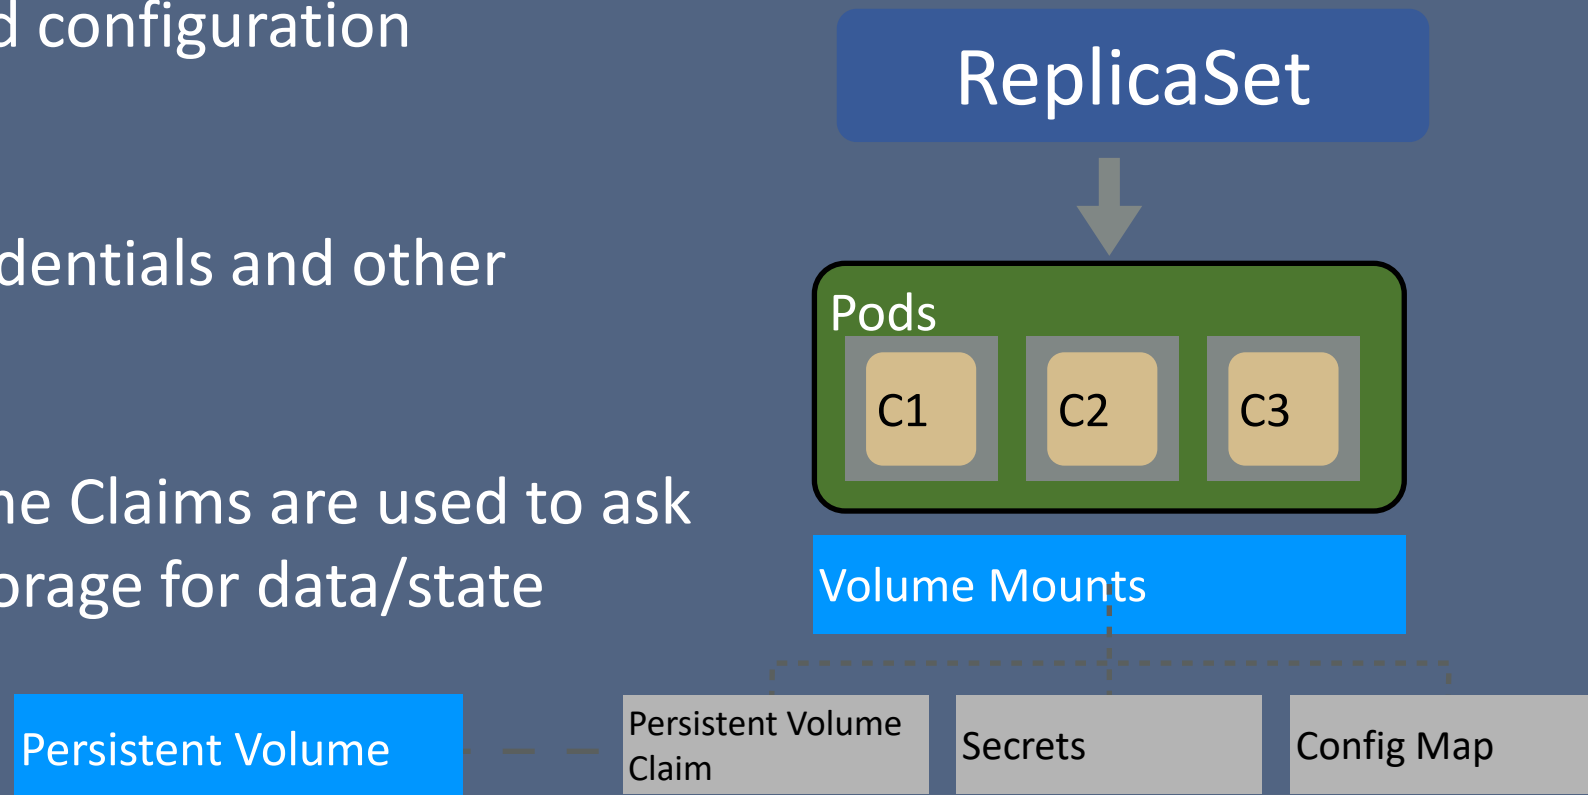 d configuration
dentials and other
ne Claims are used to ask
orage for data/state
ReplicaSet
Pods
C1
C2
C3
Volume Mounts
Persistent Volume
Persistent Volume
Claim
Secrets
Config Map